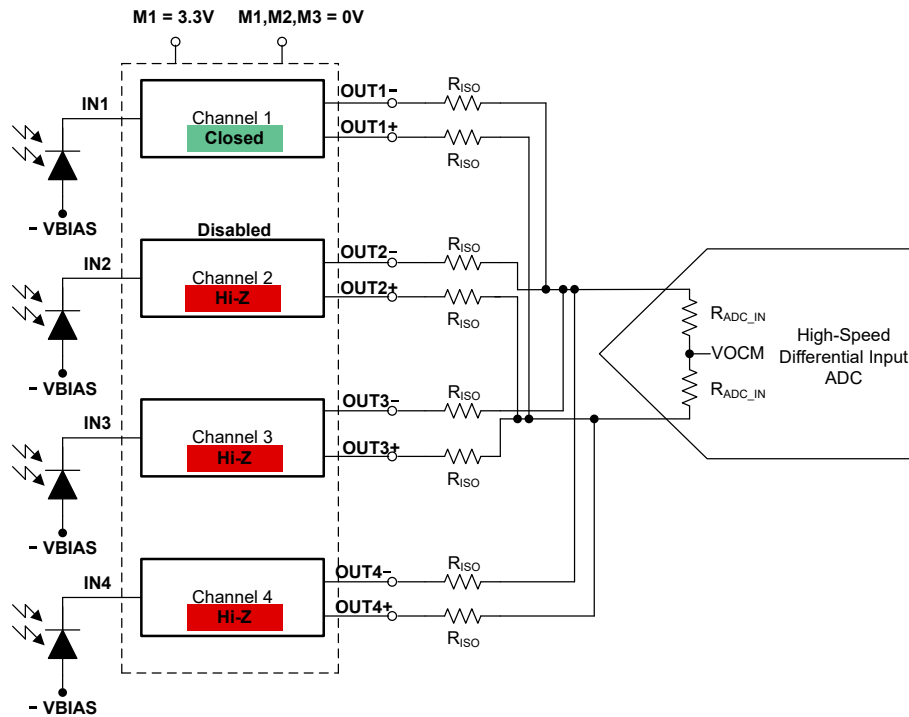 M1 = 3.3V
M1,M2,M3 = 0V
IN1
Channel 1
Closed
OUT1−
OUT1+
RISO
RISO
− VBIAS
Disabled
IN2
Channel 2
Hi-Z
OUT2−
OUT2+
RISO
RISO
− VBIAS
IN3
Channel 3
Hi-Z
OUT3−
OUT3+
RISO
RISO
− VBIAS
IN4
Channel 4
Hi-Z
OUT4−
OUT4+
RISO
RISO
− VBIAS
RADC_IN
VOCM
RADC_IN
High-Speed
Differential Input
ADC